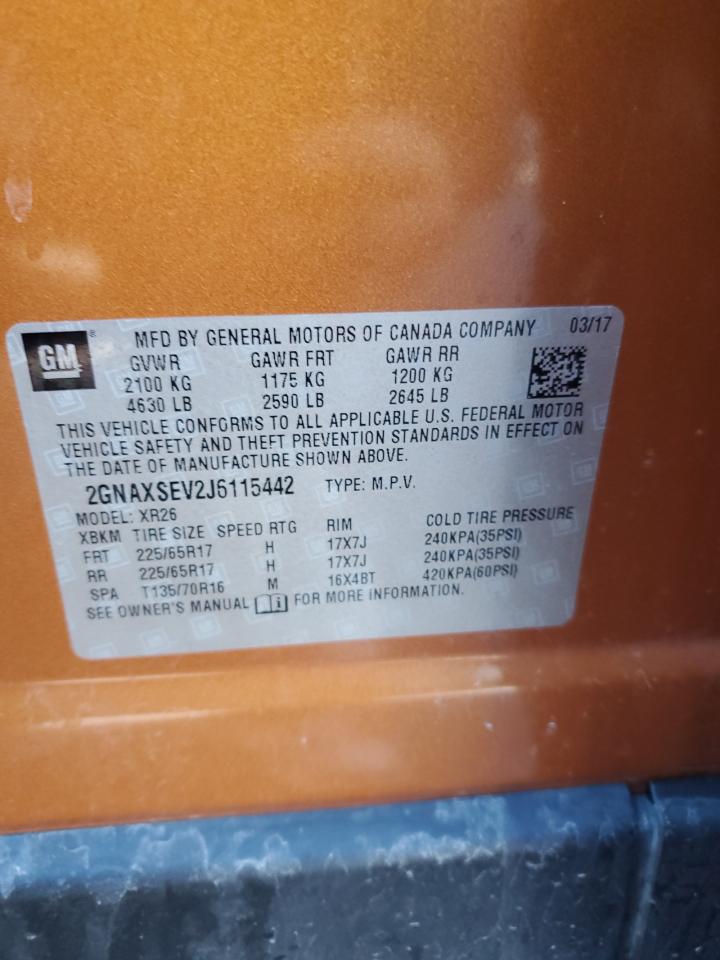 GM ® MFD BY GENERAL MOTORS OF CANADA COMPANY 03/17
GVWR GAWR FRT GAWR RR
2100 KG 1175 KG 1200 KG
4630 LB 2590 LB 2645 LB
THIS VEHICLE CONFORMS TO ALL APPLICABLE U.S. FEDERAL MOTOR
VEHICLE SAFETY AND THEFT PREVENTION STANDARDS IN EFFECT ON
THE DATE OF MANUFACTURE SHOWN ABOVE.
2GNAXSEV2J6115442 TYPE: M.P.V.
MODEL: XR26
XBKM TIRE SIZE SPEED RTG RIM COLD TIRE PRESSURE
FRT 225/65R17 H 17X7J 240KPA(35PSI)
RR 225/65R17 H 17X7J 240KPA(35PSI)
SPA T135/70R16 M 16X4BT 420KPA(60PSI)
SEE OWNER'S MANUAL i FOR MORE INFORMATION.